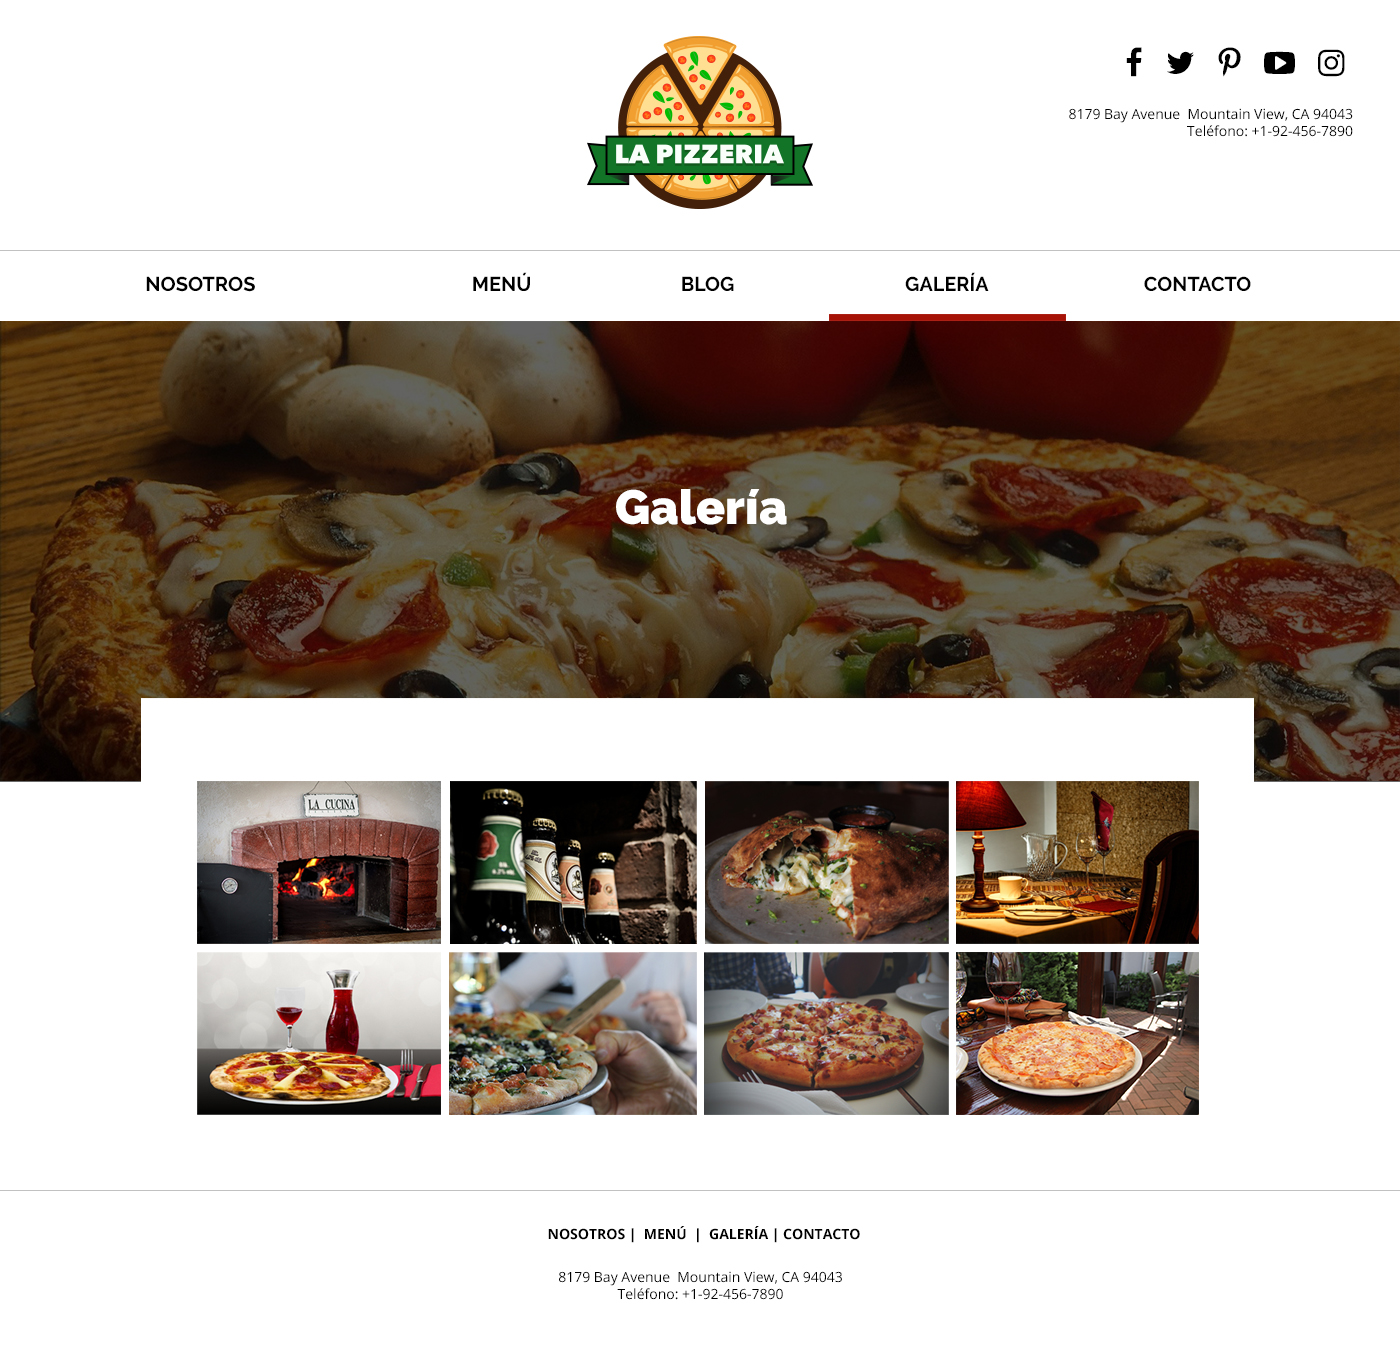 LA PIZZERIA
8179 Bay Avenue  Mountain View, CA 94043
Teléfono: +1-92-456-7890
NOSOTROS
MENÚ
BLOG
GALERÍA
CONTACTO
Galería
LA CUCINA
NOSOTROS |  MENÚ  |  GALERÍA | CONTACTO
8179 Bay Avenue  Mountain View, CA 94043
Teléfono: +1-92-456-7890